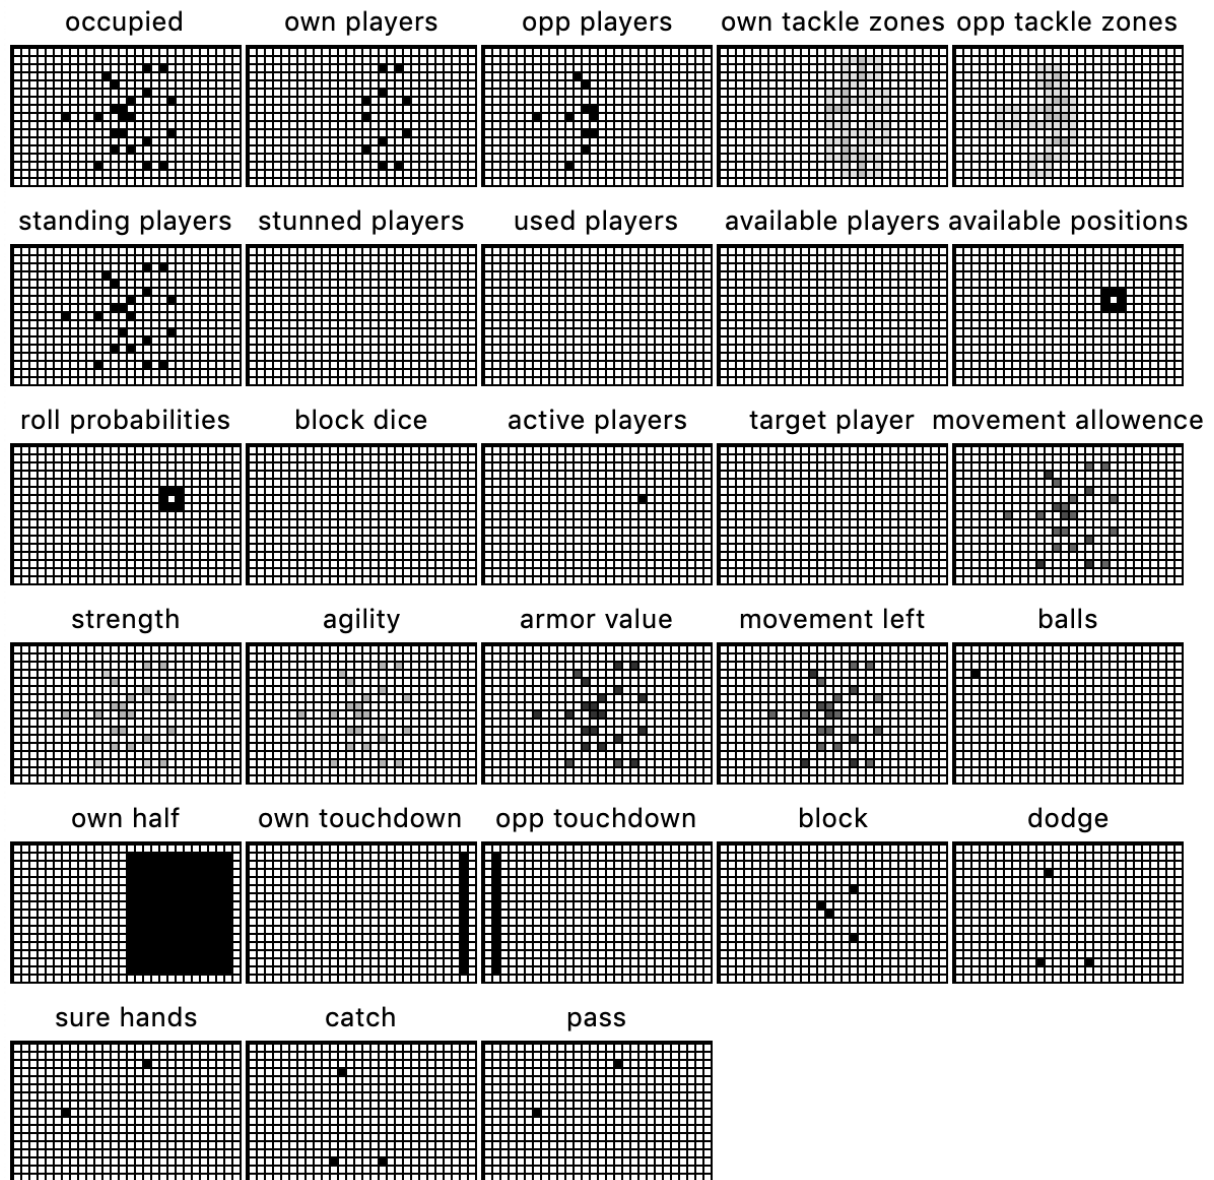 occupied own players opp players own tackle zones opp tackle zones
standing players stunned players used players available players available positions
roll probabilities block dice active players target player movement allowence
strength agility armor value movement left balls
own half own touchdown opp touchdown block dodge
sure hands catch pass